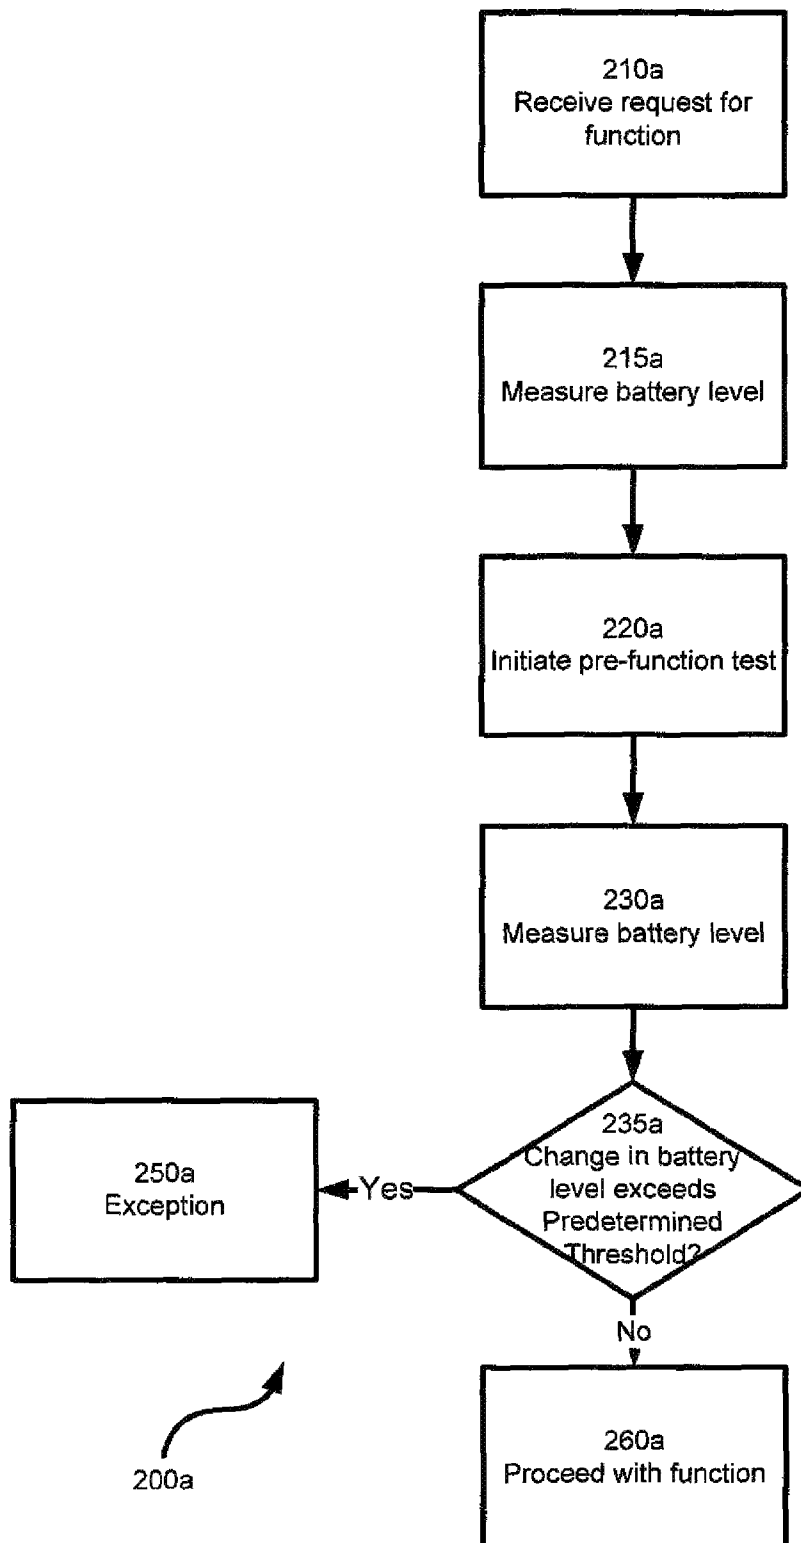 210a
Receive request for
function
215a
Measure battery level
220a
Initiate pre-function test
230a
Measure battery level
235a
Change in battery
level exceeds
Predetermined
Threshold?
Yes
250a
Exception
No
260a
Proceed with function
200a